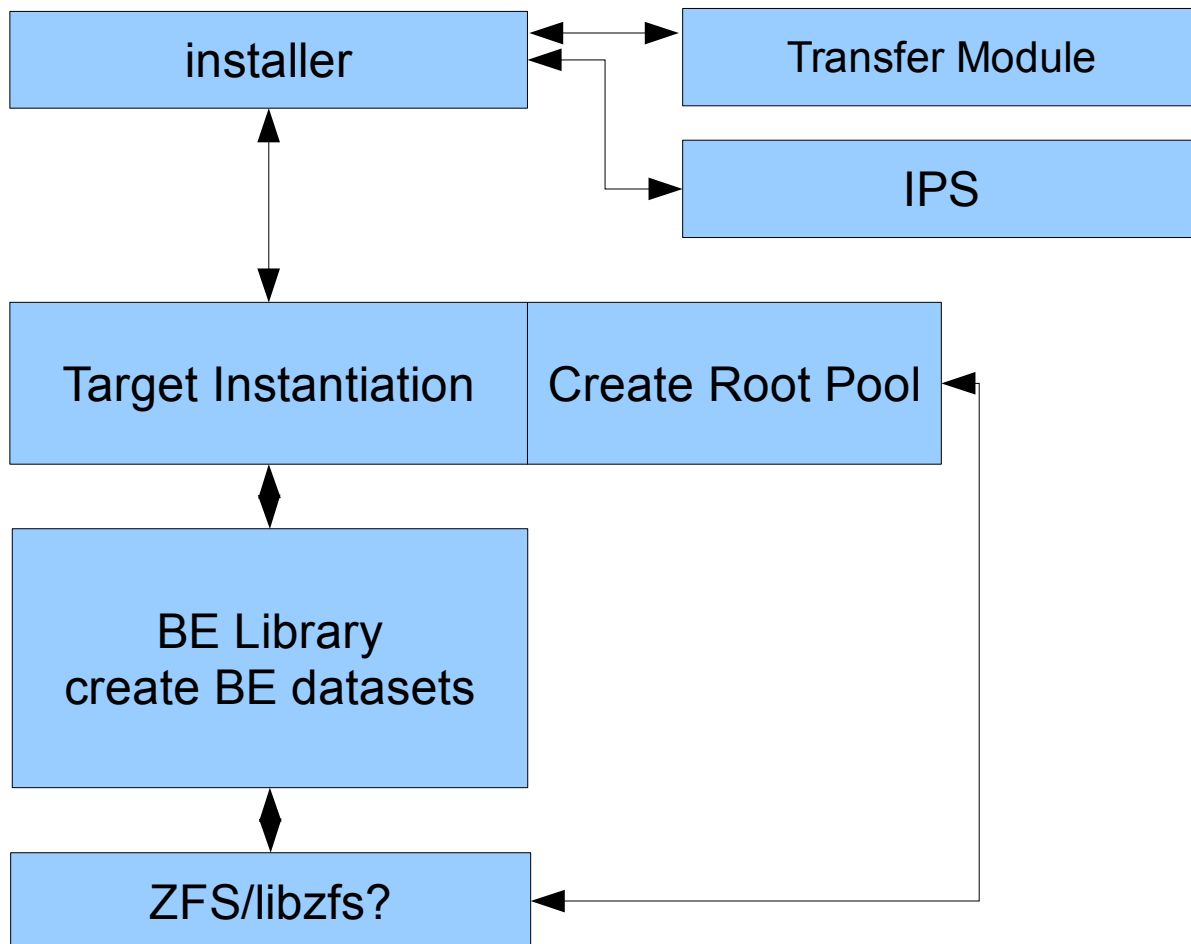 installer
Transfer Module
IPS
Target Instantiation
Create Root Pool
BE Library
create BE datasets
ZFS/libzfs?